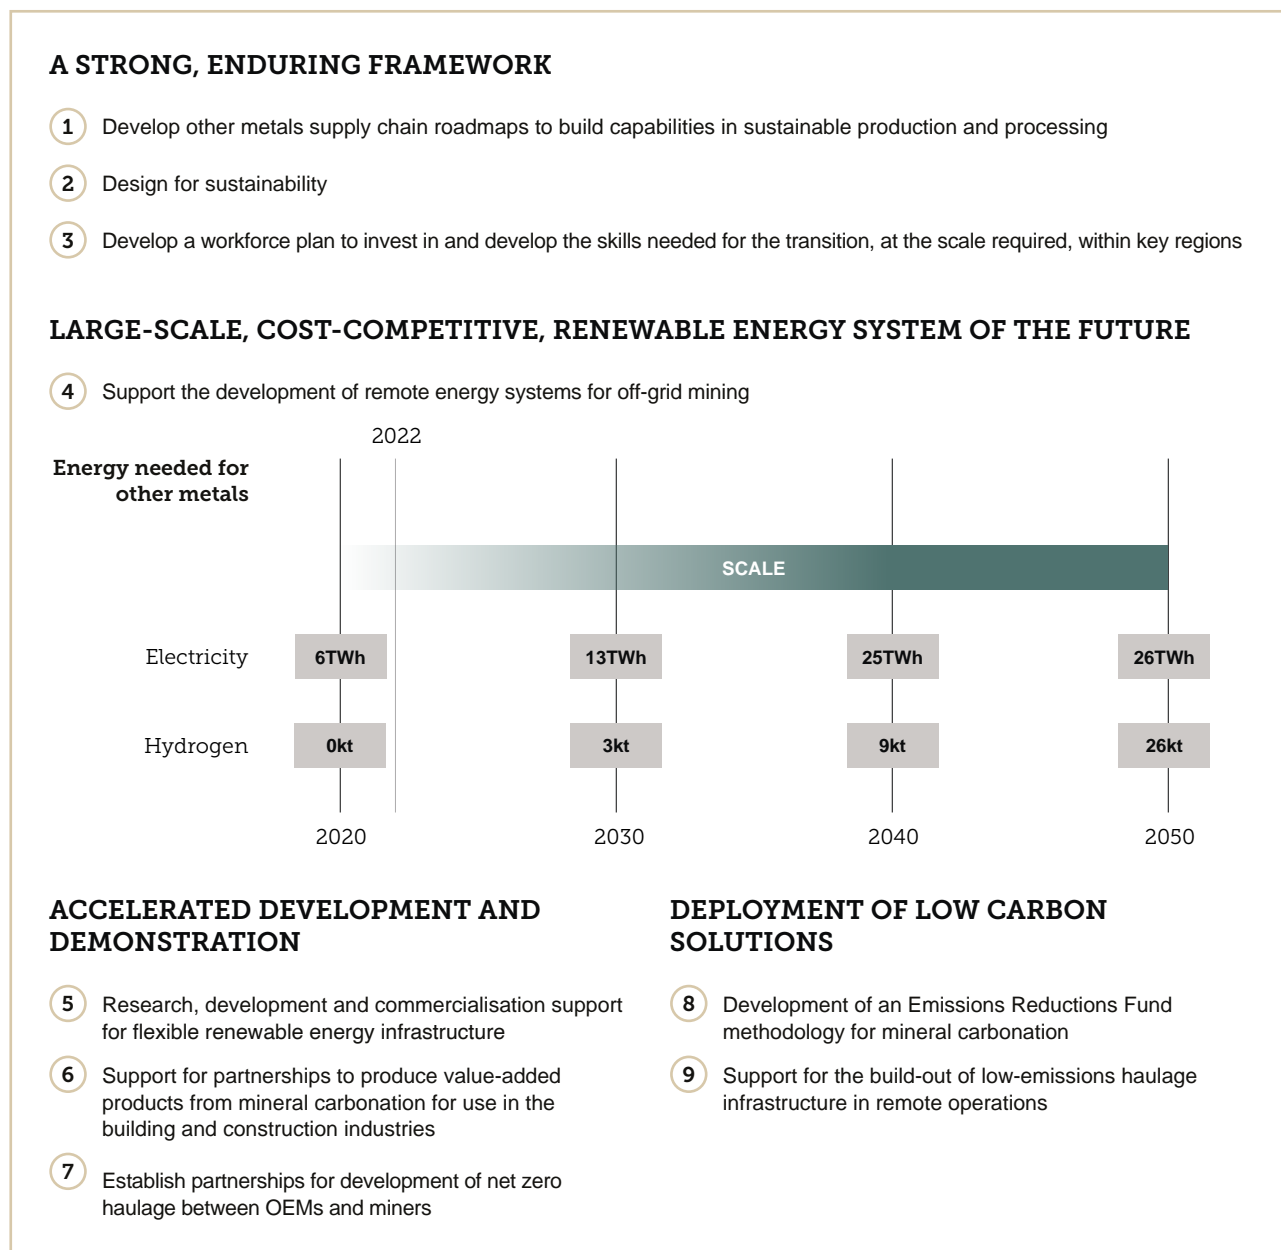 A STRONG, ENDURING FRAMEWORK
1 Develop other metals supply chain roadmaps to build capabilities in sustainable production and processing
2 Design for sustainability
3 Develop a workforce plan to invest in and develop the skills needed for the transition, at the scale required, within key regions
LARGE-SCALE, COST-COMPETITIVE, RENEWABLE ENERGY SYSTEM OF THE FUTURE
4 Support the development of remote energy systems for off-grid mining
2022
Energy needed for
other metals
SCALE
Electricity 6TWh 13TWh 25TWh 26TWh
Hydrogen 0kt 3kt 9kt 26kt
2020 2030 2040 2050
ACCELERATED DEVELOPMENT AND
DEMONSTRATION
5 Research, development and commercialisation support
for flexible renewable energy infrastructure
6 Support for partnerships to produce value-added
products from mineral carbonation for use in the
building and construction industries
7 Establish partnerships for development of net zero
haulage between OEMs and miners
DEPLOYMENT OF LOW CARBON
SOLUTIONS
8 Development of an Emissions Reductions Fund
methodology for mineral carbonation
9 Support for the build-out of low-emissions haulage
infrastructure in remote operations